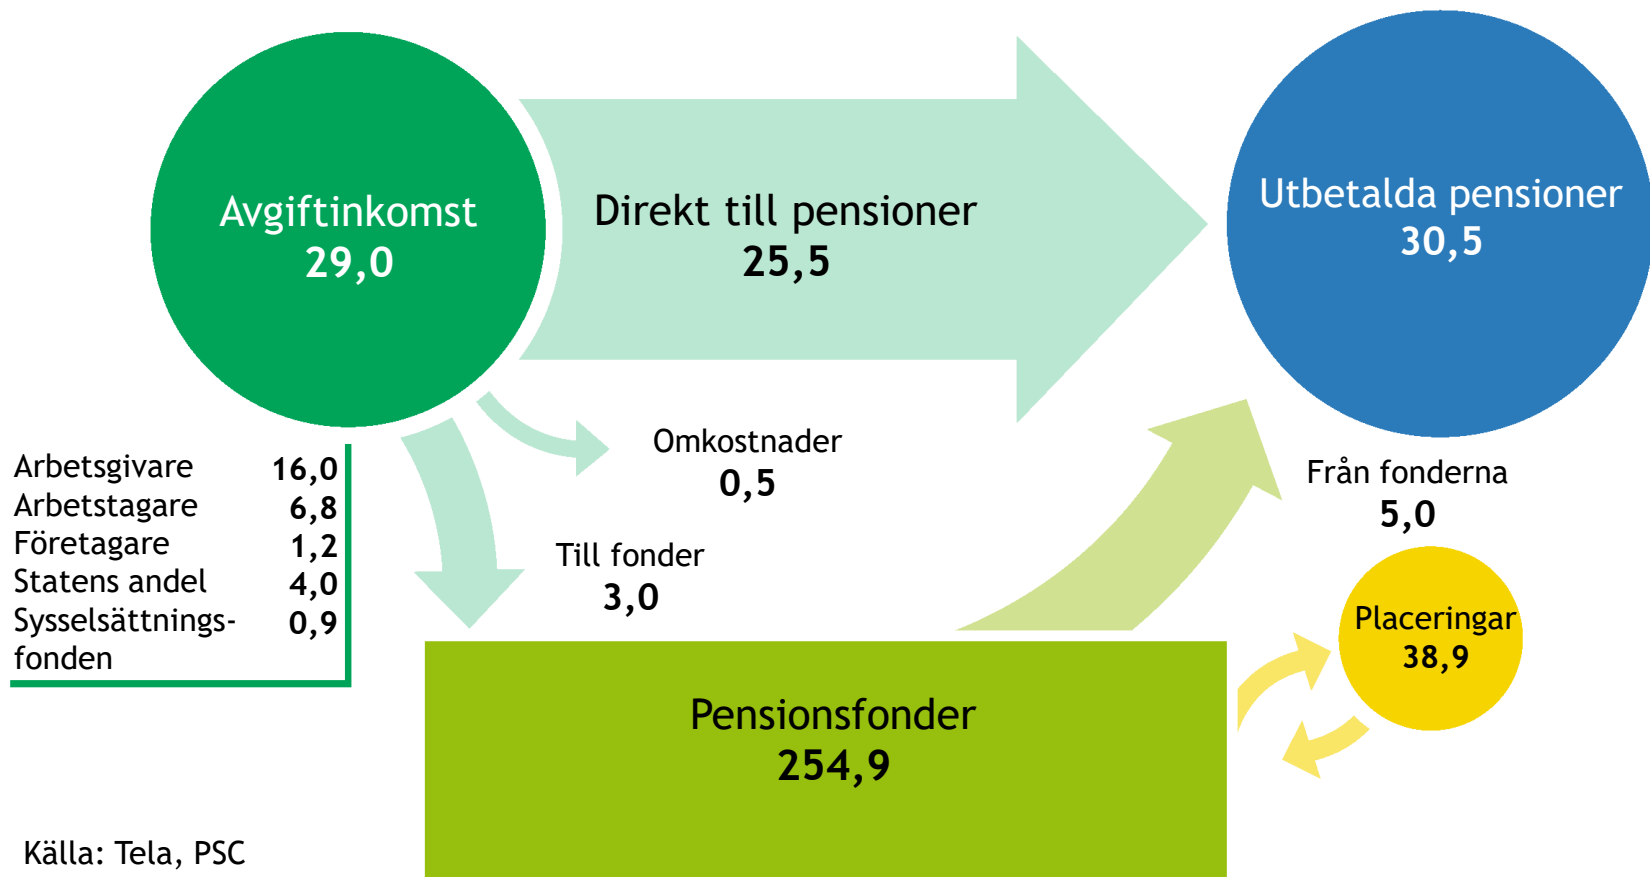 Avgiftinkomst
29,0
Direkt till pensioner
25,5
Utbetalda pensioner
30,5
Arbetsgivare 16,0
Arbetstagare 6,8
Företagare 1,2
Statens andel 4,0
Sysselsättnings- 0,9
fonden
Omkostnader
0,5
Till fonder
3,0
Från fonderna
5,0
Placeringar
38,9
Pensionsfonder
254,9
Källa: Tela, PSC